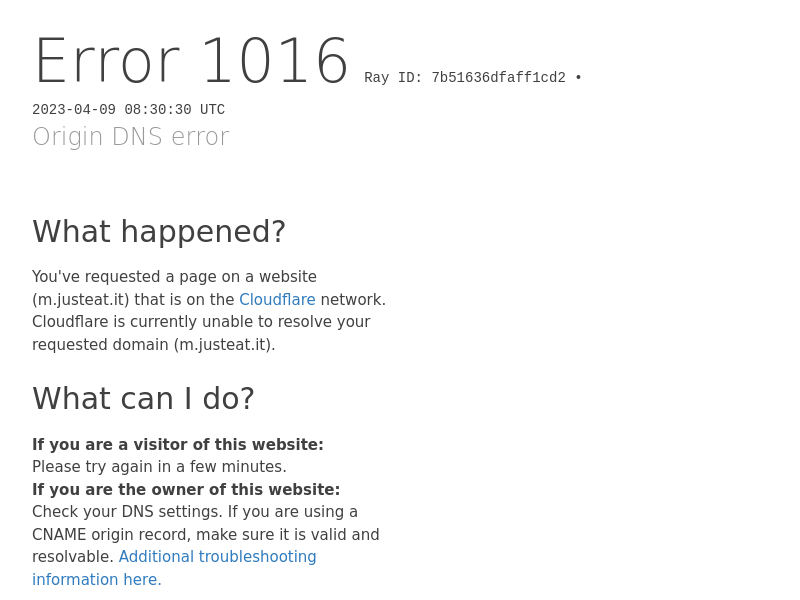 Error 1016 Ray ID: 7b51636dfaff1cd2 •
2023-04-09 08:30:30 UTC
Origin DNS error
What happened?
You've requested a page on a website
(m.justeat.it) that is on the Cloudflare network.
Cloudflare is currently unable to resolve your
requested domain (m.justeat.it).
What can I do?
If you are a visitor of this website:
Please try again in a few minutes.
If you are the owner of this website:
Check your DNS settings. If you are using a
CNAME origin record, make sure it is valid and
resolvable. Additional troubleshooting
information here.